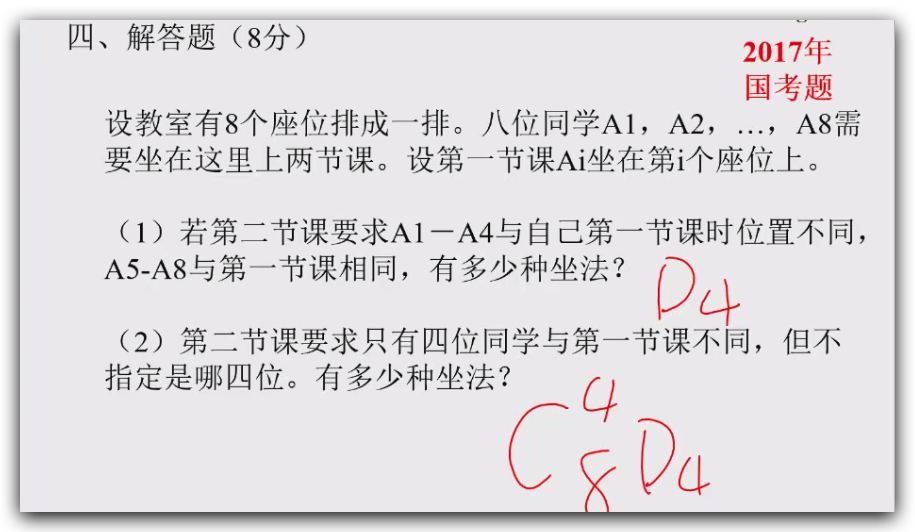 四、解答题（8分）
2017年
国考题
设教室有8个座位排成一排。八位同学A1，A2，…，A8需
要坐在这里上两节课。设第一节课Ai坐在第i个座位上。
（1）若第二节课要求A1－A4与自己第一节课时位置不同，
A5-A8与第一节课相同，有多少种坐法？
D4
（2）第二节课要求只有四位同学与第一节课不同，但不
指定是哪四位。有多少种坐法？
C 4 8 D4